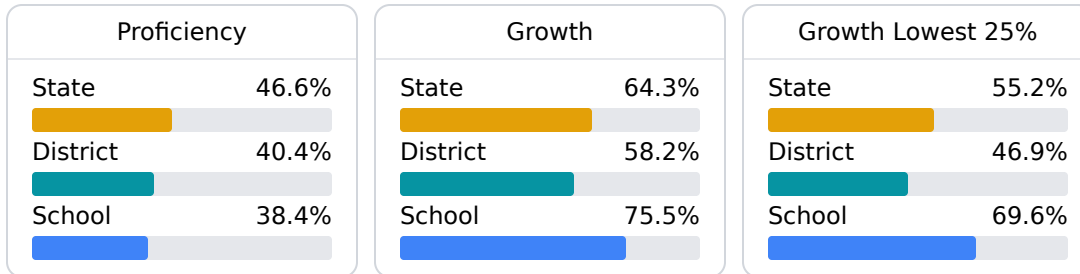 Proficiency
State 46.6%
District 40.4%
School 38.4%
Growth
State 64.3%
District 58.2%
School 75.5%
Growth Lowest 25%
State 55.2%
District 46.9%
School 69.6%